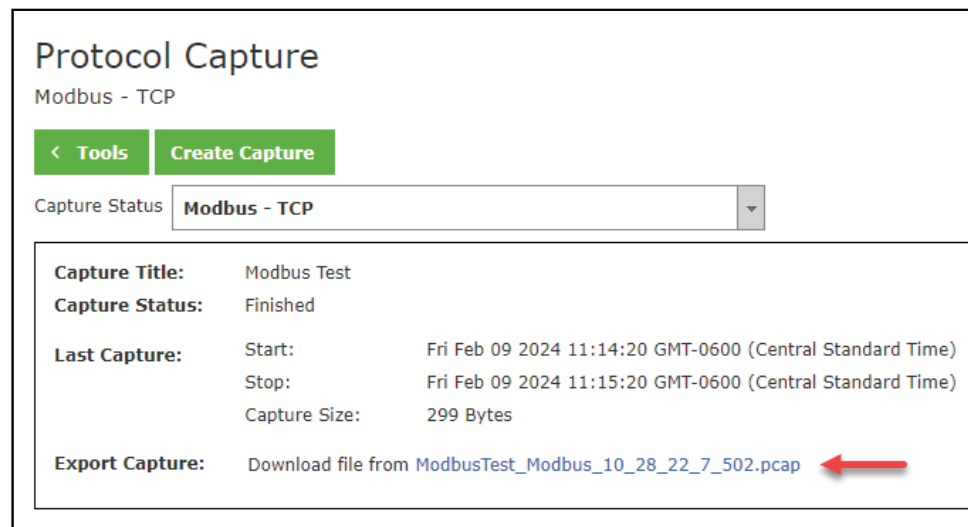 Protocol Capture
Modbus - TCP
< Tools Create Capture
Capture Status Modbus - TCP
Capture Title: Modbus Test
Capture Status: Finished
Last Capture: Start: Fri Feb 09 2024 11:14:20 GMT-0600 (Central Standard Time)
Stop: Fri Feb 09 2024 11:15:20 GMT-0600 (Central Standard Time)
Capture Size: 299 Bytes
Export Capture: Download file from ModbusTest_Modbus_10_28_22_7_502.pcap